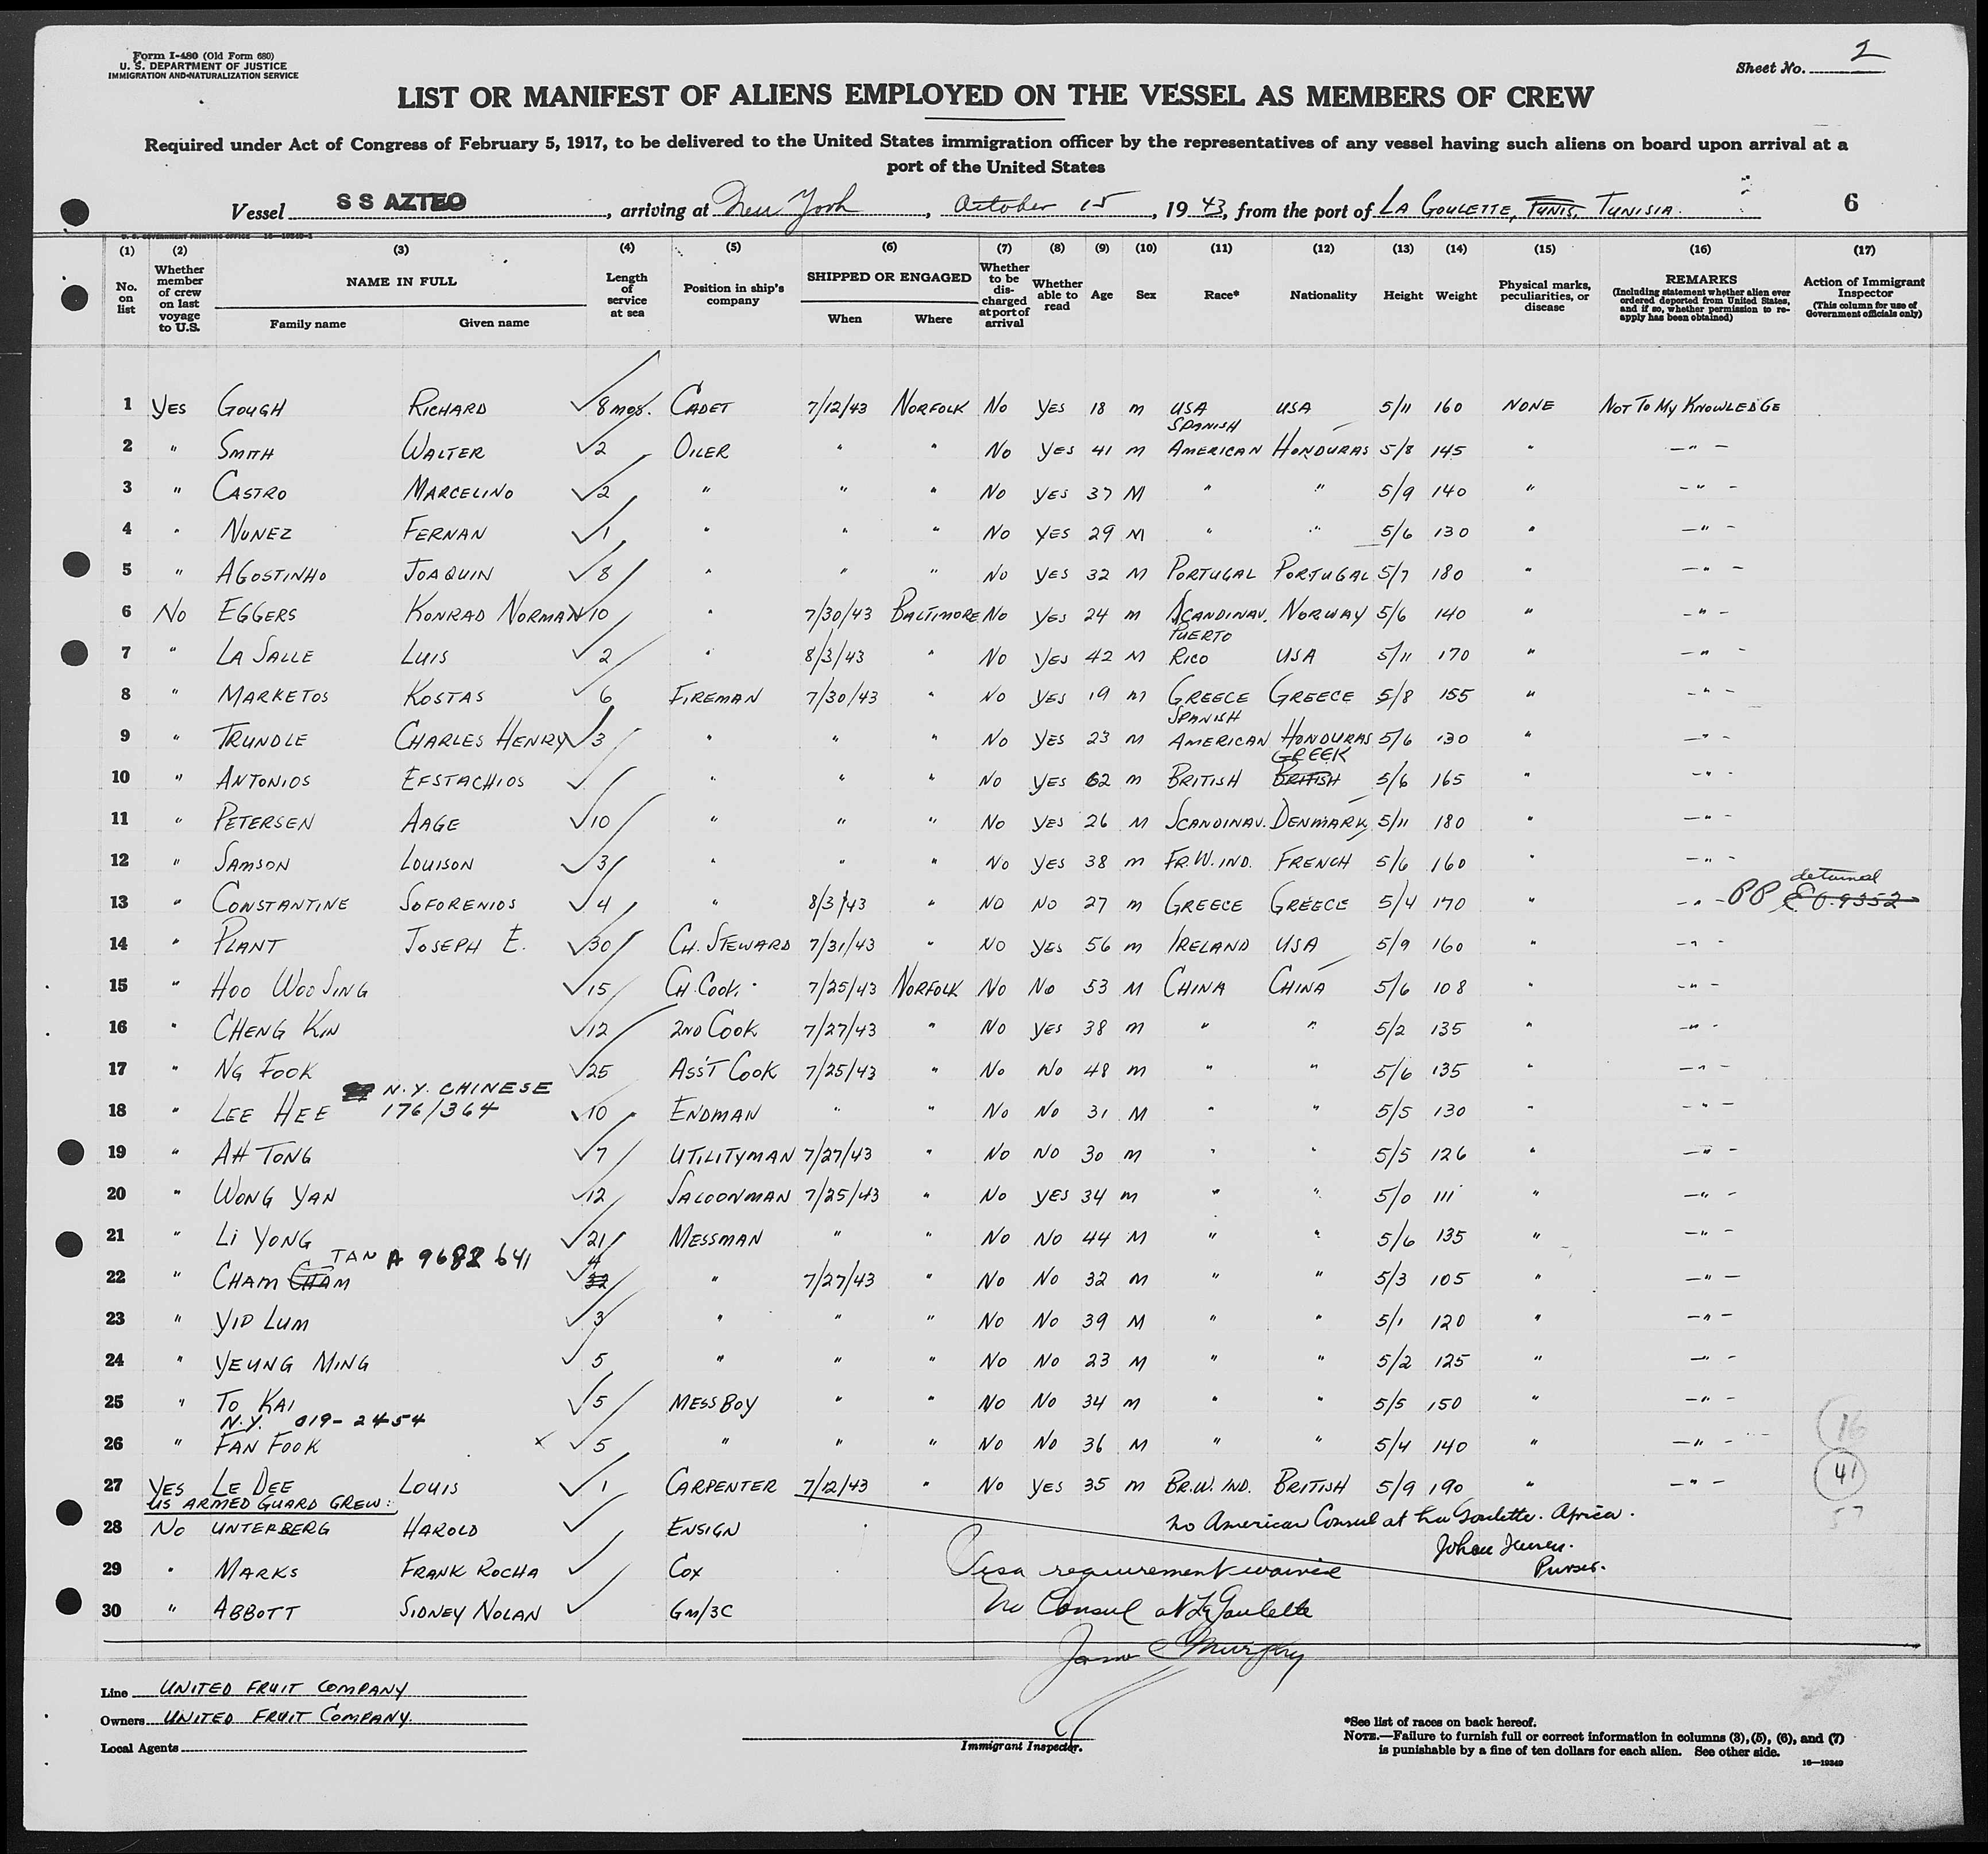 Form I-480 (Old Form 680)
U. S. DEPARTMENT OF JUSTICE
IMMIGRATION AND NATURALIZATION SERVICE
Sheet No. 2
LIST OR MANIFEST OF ALIENS EMPLOYED ON THE VESSEL AS MEMBERS OF CREW
Required under Act of Congress of February 5, 1917, to be delivered to the United States immigration officer by the representatives of any vessel having such aliens on board upon arrival at a
port of the United States
Vessel S S AZTEC, arriving at New York, October 15, 1943, from the port of LA GOULETTE, TUNIS, TUNISIA.
6
U. S. GOVERNMENT PRINTING OFFICE 16—19349-1
(1) (2) (3) (4) (5) (6) (7) (8) (9) (10) (11) (12) (13) (14) (15) (16) (17)
No. on list
Whether member of crew on last voyage to U.S.
NAME IN FULL
Family name Given name
Length of service at sea
Position in ship's company
SHIPPED OR ENGAGED
When Where
Whether to be discharged at port of arrival
Whether able to read
Age
Sex
Race*
Nationality
Height
Weight
Physical marks, peculiarities, or disease
REMARKS
(Including statement whether alien ever ordered deported from United States, and if so, whether permission to reapply has been obtained)
Action of Immigrant Inspector
(This column for use of Government officials only)
1 YES GOUGH RICHARD ✓ 8 mos. CADET 7/12/43 NORFOLK NO YES 18 M USA USA 5/11 160 NONE NOT TO MY KNOWLEDGE
SPANISH
2 " SMITH WALTER ✓ 2 OILER " " NO YES 41 M AMERICAN HONDURAS 5/8 145 " - " -
3 " CASTRO MARCELINO ✓ 2 " " " NO YES 37 M " " 5/9 140 " - " -
4 " NUNEZ FERNAN ✓ 1 " " " NO YES 29 M " " 5/6 130 " - " -
5 " AGOSTINHO JOAQUIN ✓ 8 " " " NO YES 32 M PORTUGAL PORTUGAL 5/7 180 " - " -
6 NO EGGERS KONRAD NORMAN ✓ 10 " 7/30/43 BALTIMORE NO YES 24 M SCANDINAV. NORWAY 5/6 140 " - " -
PUERTO
7 " LA SALLE LUIS ✓ 2 " 8/3/43 " NO YES 42 M RICO USA 5/11 170 " - " -
8 " MARKETOS KOSTAS ✓ 6 FIREMAN 7/30/43 " NO YES 19 M GREECE GREECE 5/8 155 " - " -
SPANISH
9 " TRUNDLE CHARLES HENRY ✓ 3 " " " NO YES 23 M AMERICAN HONDURAS 5/6 130 " - " -
GREEK
10 " ANTONIOS EFSTACHIOS ✓ " " " NO YES 62 M BRITISH BRITISH 5/6 165 " - " -
11 " PETERSEN AAGE ✓ 10 " " " NO YES 26 M SCANDINAV. DENMARK 5/11 180 " - " -
12 " SAMSON LOUISON ✓ 3 " " " NO YES 38 M FR.W.IND. FRENCH 5/6 160 " - " -
detained
13 " CONSTANTINE SOFORENIOS ✓ 4 " 8/3/43 " NO NO 27 M GREECE GREECE 5/4 170 " - " - PP 9352
14 " PLANT JOSEPH E. ✓ 30 CH. STEWARD 7/31/43 " NO YES 56 M IRELAND USA 5/9 160 - " -
15 " HOO WOO SING ✓ 15 CH. COOK 7/25/43 NORFOLK NO NO 53 M CHINA CHINA 5/6 108 " - " -
16 " CHENG KIN ✓ 12 2ND COOK 7/27/43 " NO YES 38 M " " 5/2 135 " - " -
17 " NG FOOK ✓ 25 ASS'T COOK 7/25/43 " NO NO 48 M " " 5/6 135 " - " -
N.Y. CHINESE
18 " LEE HEE 176/364 ✓ 10 ENDMAN " " NO NO 31 M " " 5/5 130 " - " -
19 " AH TONG ✓ 7 UTILITYMAN 7/27/43 " NO NO 30 M " " 5/5 126 " - " -
20 " WONG YAN ✓ 12 SALOONMAN 7/25/43 " NO YES 34 M " " 5/0 111 " - " -
21 " LI YONG ✓ 21 MESSMAN " " NO NO 44 M " " 5/6 135 " - " -
TAN A 9682 641
22 " CHAM CHAM ✓ 4 32 " 7/27/43 " NO NO 32 M " " 5/3 105 " - " -
23 " YIP LUM ✓ 3 " " " NO NO 39 M " " 5/1 120 " - " -
24 " YEUNG MING ✓ 5 " " " NO NO 23 M " " 5/2 125 " - " -
25 " TO KAI ✓ 5 MESSBOY " " NO NO 34 M " " 5/5 150 " - " -
N.Y. 019-2454
16
26 " FAN FOOK x ✓ 5 " " " NO NO 36 M " " 5/4 140 " - " -
27 YES LE DEE LOUIS ✓ 1 CARPENTER 7/12/43 " NO YES 35 M BR.W. IND. BRITISH 5/9 190 " - " - 41
US ARMED GUARD CREW:
No American Consul at La Goulette. Africa.
57
28 NO UNTERBERG HAROLD ✓ ENSIGN
Johan Jensen.
Purser.
29 " MARKS FRANK ROCHA ✓ COX
Visa requirement waived
30 " ABBOTT SIDNEY NOLAN ✓ GM/3C
No Consul at La Goulette
Murphy
Line UNITED FRUIT COMPANY
Owners UNITED FRUIT COMPANY.
Local Agents
Immigrant Inspector.
*See list of races on back hereof.
NOTE.—Failure to furnish full or correct information in columns (3), (5), (6), and (7)
is punishable by a fine of ten dollars for each alien. See other side.
16—19349